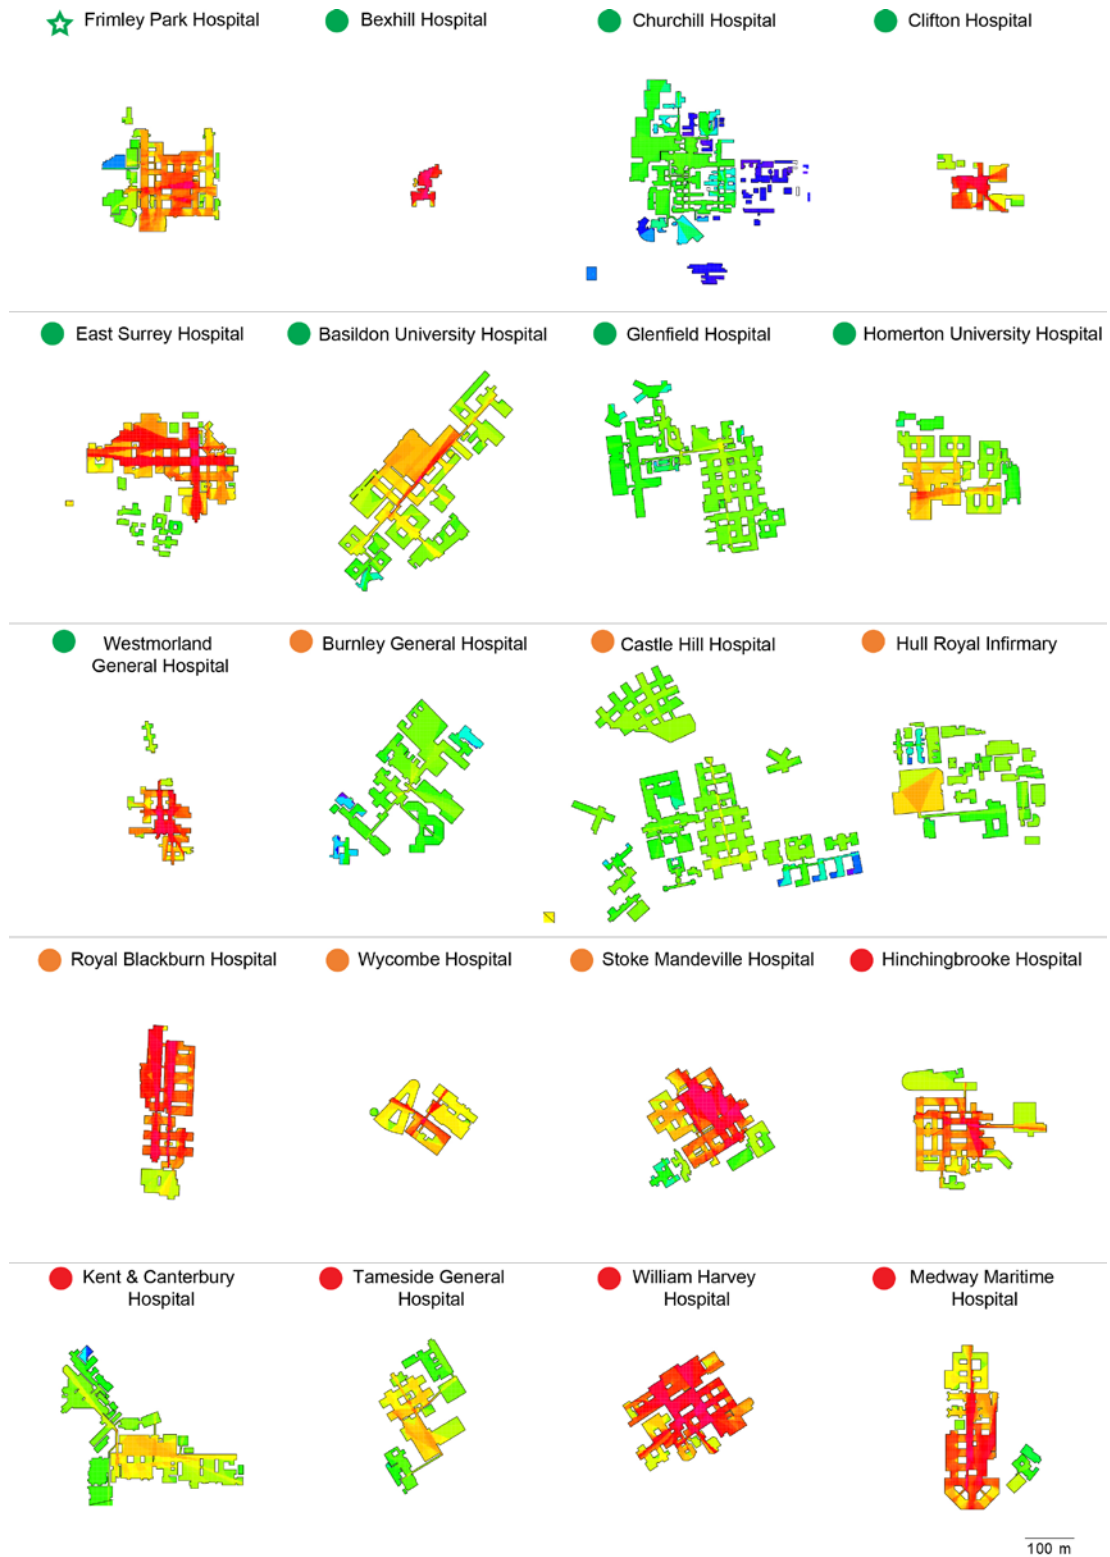 Frimley Park Hospital
Bexhill Hospital
Churchill Hospital
Clifton Hospital
East Surrey Hospital
Basildon University Hospital
Glenfield Hospital
Homerton University Hospital
Westmorland
General Hospital
Burnley General Hospital
Castle Hill Hospital
Hull Royal Infirmary
Royal Blackburn Hospital
Wycombe Hospital
Stoke Mandeville Hospital
Hinchingbrooke Hospital
Kent & Canterbury
Hospital
Tameside General
Hospital
William Harvey
Hospital
Medway Maritime
Hospital
100 m